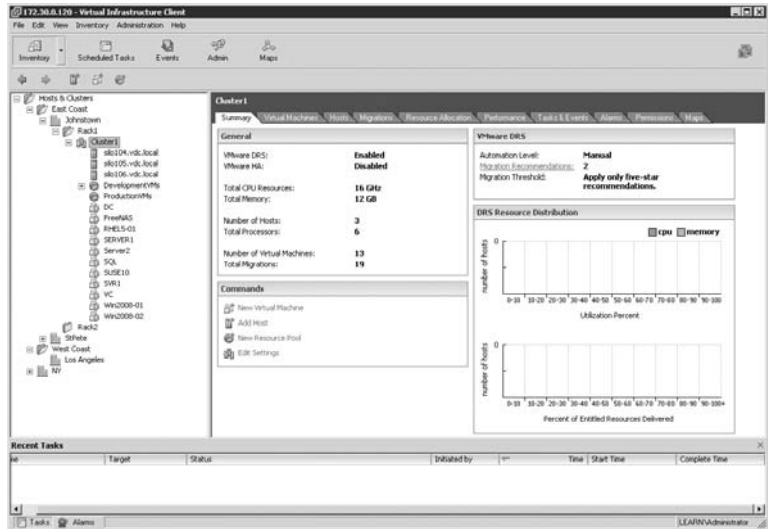 172.30.0.120 - Virtual Infrastructure Client
File Edit View Inventory Administration Help
Inventory Scheduled Tasks Events Admin Maps
Hosts & Clusters
East Coast
Johnstown
Rack1
Cluster1
silo104.vdc.local
silo105.vdc.local
silo106.vdc.local
DevelopmentVMs
ProductionVMs
DC
FreeNAS
RHEL5-01
SERVER1
Server2
SQL
SUSE10
SVR1
VC
Win2008-01
Win2008-02
Rack2
StPete
West Coast
Los Angeles
NY
Cluster1
Summary Virtual Machines Hosts Migrations Resource Allocation Performance Tasks & Events Alarms Permissions Maps
General
VMware DRS: Enabled
VMware HA: Disabled
Total CPU Resources: 16 GHz
Total Memory: 12 GB
Number of Hosts: 3
Total Processors: 6
Number of Virtual Machines: 13
Total Migrations: 19
Commands
New Virtual Machine
Add Host
New Resource Pool
Edit Settings
VMware DRS
Automation Level: Manual
Migration Recommendations: 2
Migration Threshold: Apply only five-star
recommendations.
DRS Resource Distribution
cpu memory
number of hosts
0
0-10 10-20 20-30 30-40 40-50 50-60 60-70 70-80 80-90 90-100
Utilization Percent
number of hosts
0
0-10 10-20 20-30 30-40 40-50 50-60 60-70 70-80 80-90 90-100+
Percent of Entitled Resources Delivered
Recent Tasks
Target Status Initiated by Time Start Time Complete Time
Tasks Alarms LEARN\Administrator